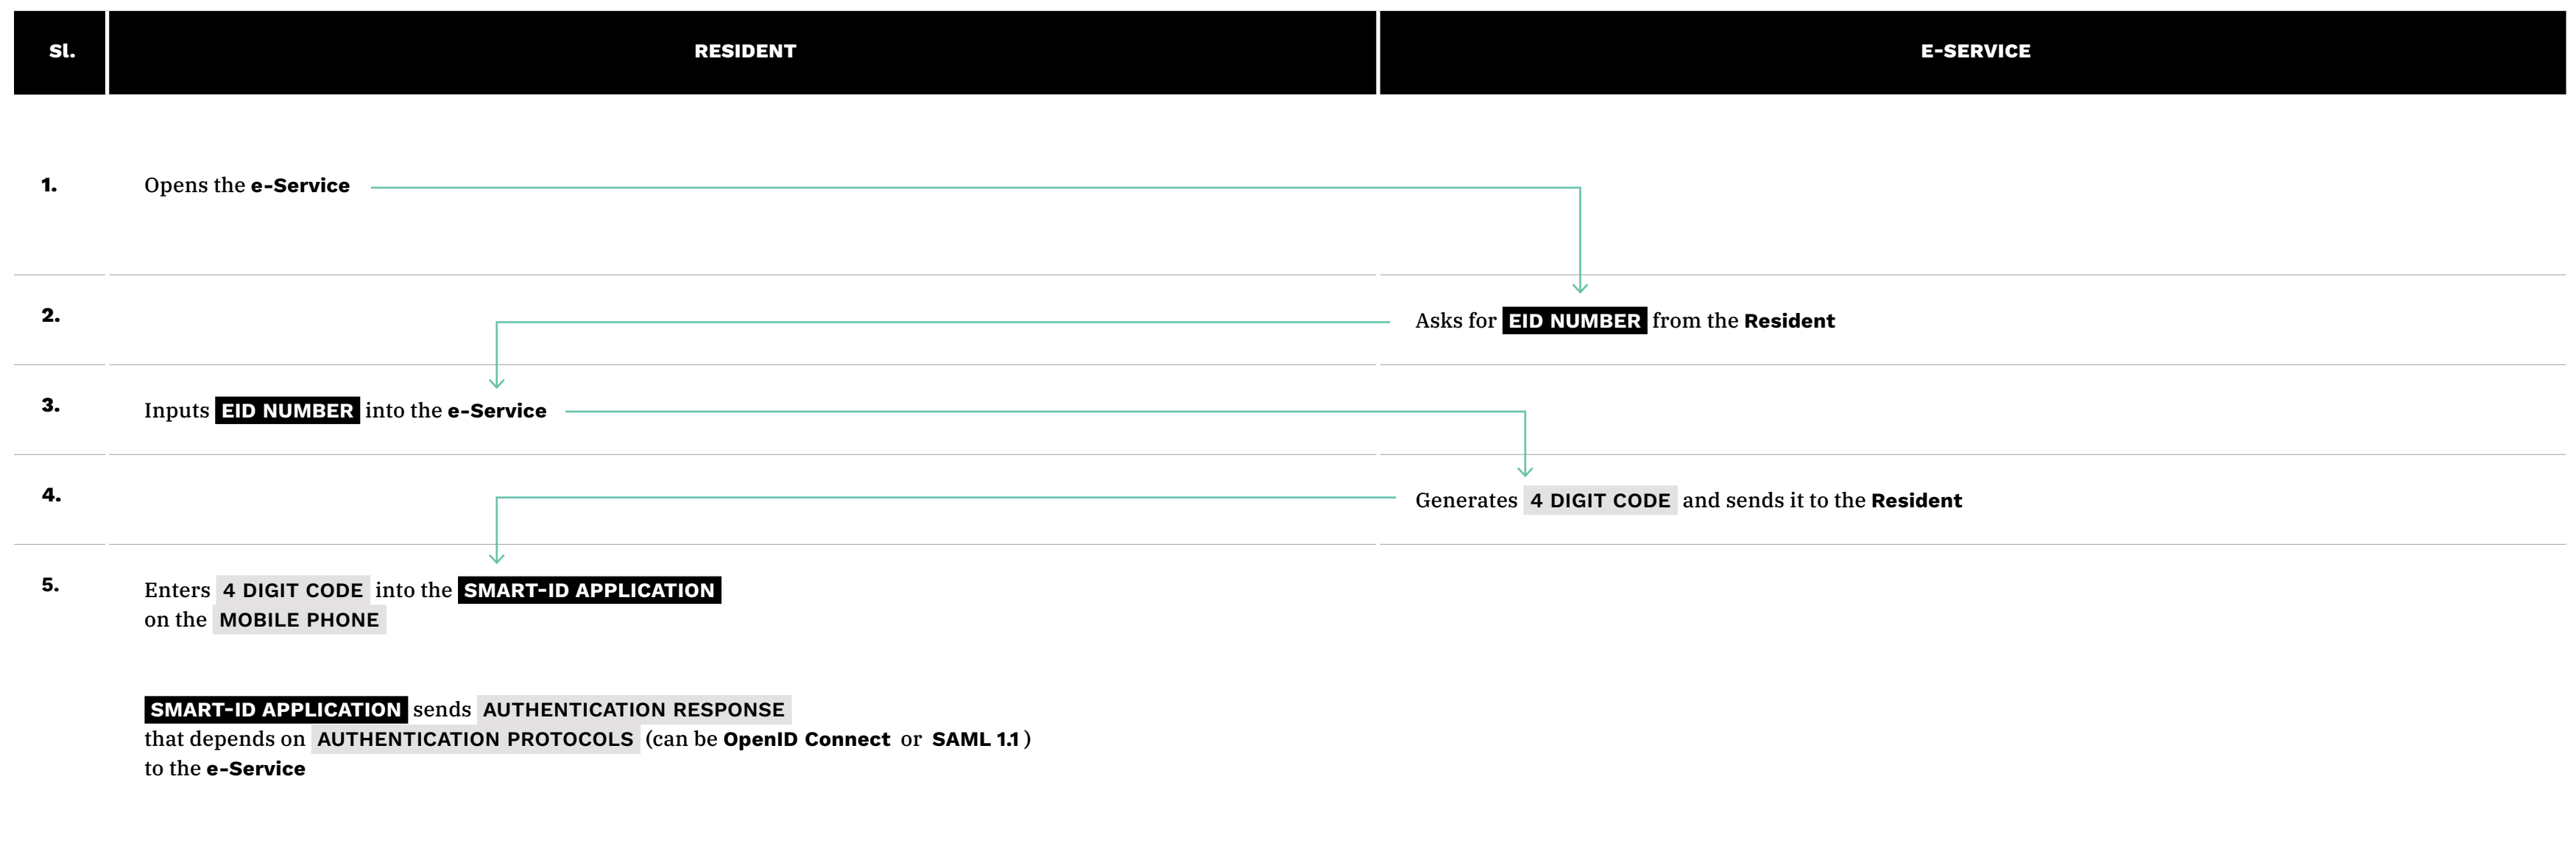 Sl. RESIDENT E-SERVICE
1. Opens the e-Service
2. Asks for EID NUMBER from the Resident
3. Inputs EID NUMBER into the e-Service
4. Generates 4 DIGIT CODE and sends it to the Resident
5. Enters 4 DIGIT CODE into the SMART-ID APPLICATION
on the MOBILE PHONE
SMART-ID APPLICATION sends AUTHENTICATION RESPONSE
that depends on AUTHENTICATION PROTOCOLS (can be OpenID Connect or SAML 1.1)
to the e-Service